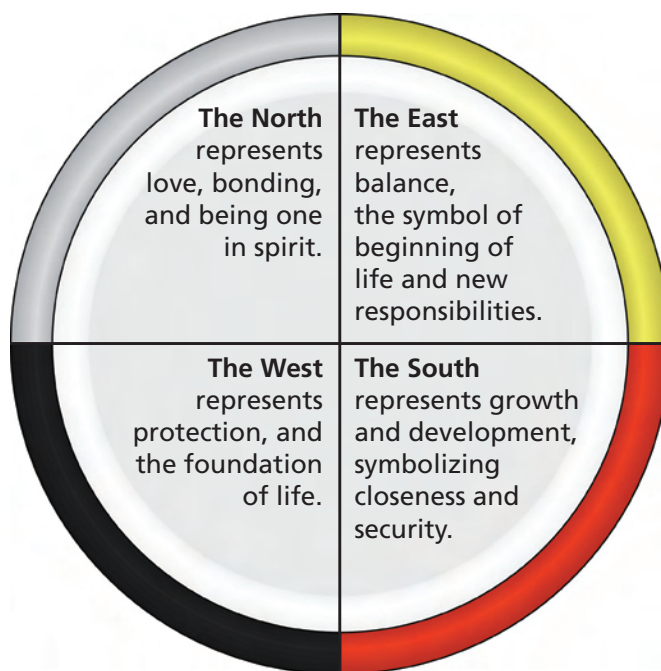 The North
represents
love, bonding,
and being one
in spirit.
The East
represents
balance,
the symbol of
beginning of
life and new
responsibilities.
The West
represents
protection, and
the foundation
of life.
The South
represents growth
and development,
symbolizing
closeness and
security.